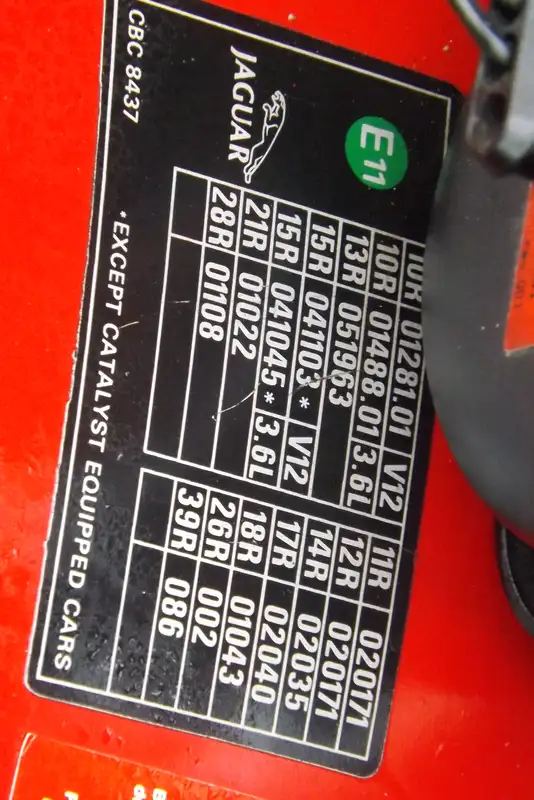 E11
JAGUAR
10R 01281.01 V12
10R 01488.01 3.6L
13R 051963
15R 041103 * V12
15R 041045 * 3.6L
21R 01022
28R 01108
11R 020171
12R 020171
14R 02035
17R 02040
18R 01043
26R 002
39R 086
*EXCEPT CATALYST EQUIPPED CARS
CBC 8437